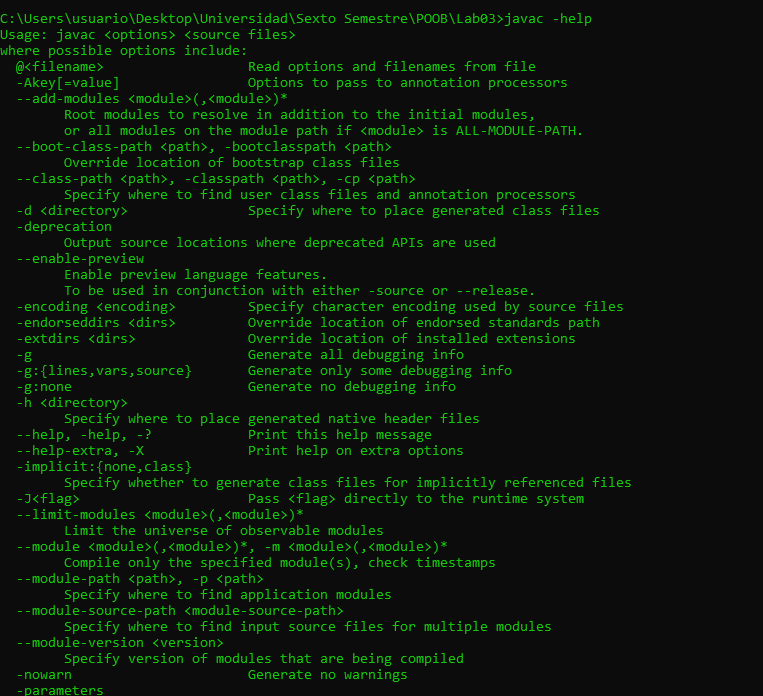 C:\Users\usuario\Desktop\Universidad\Sexto Semestre\POOB\Lab03>javac -help
Usage: javac <options> <source files>
where possible options include:
  @<filename>                  Read options and filenames from file
  -Akey[=value]                Options to pass to annotation processors
  --add-modules <module>(,<module>)*
        Root modules to resolve in addition to the initial modules,
        or all modules on the module path if <module> is ALL-MODULE-PATH.
  --boot-class-path <path>, -bootclasspath <path>
        Override location of bootstrap class files
  --class-path <path>, -classpath <path>, -cp <path>
        Specify where to find user class files and annotation processors
  -d <directory>               Specify where to place generated class files
  -deprecation
        Output source locations where deprecated APIs are used
  --enable-preview
        Enable preview language features.
        To be used in conjunction with either -source or --release.
  -encoding <encoding>         Specify character encoding used by source files
  -endorseddirs <dirs>         Override location of endorsed standards path
  -extdirs <dirs>              Override location of installed extensions
  -g                           Generate all debugging info
  -g:{lines,vars,source}       Generate only some debugging info
  -g:none                      Generate no debugging info
  -h <directory>
        Specify where to place generated native header files
  --help, -help, -?            Print this help message
  --help-extra, -X             Print help on extra options
  -implicit:{none,class}
        Specify whether to generate class files for implicitly referenced files
  -J<flag>                     Pass <flag> directly to the runtime system
  --limit-modules <module>(,<module>)*
        Limit the universe of observable modules
  --module <module>(,<module>)*, -m <module>(,<module>)*
        Compile only the specified module(s), check timestamps
  --module-path <path>, -p <path>
        Specify where to find application modules
  --module-source-path <module-source-path>
        Specify where to find input source files for multiple modules
  --module-version <version>
        Specify version of modules that are being compiled
  -nowarn                      Generate no warnings
  -parameters